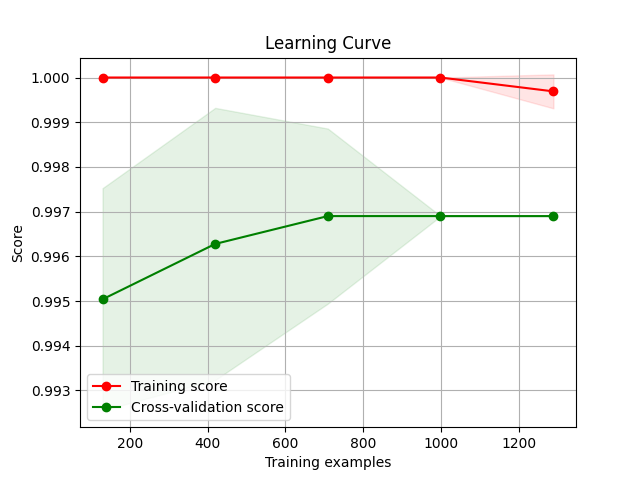 Learning Curve
1.000
0.999
0.998
0.997
0.996
0.995
0.994
0.993
Score
Training score
Cross-validation score
200 400 600 800 1000 1200
Training examples